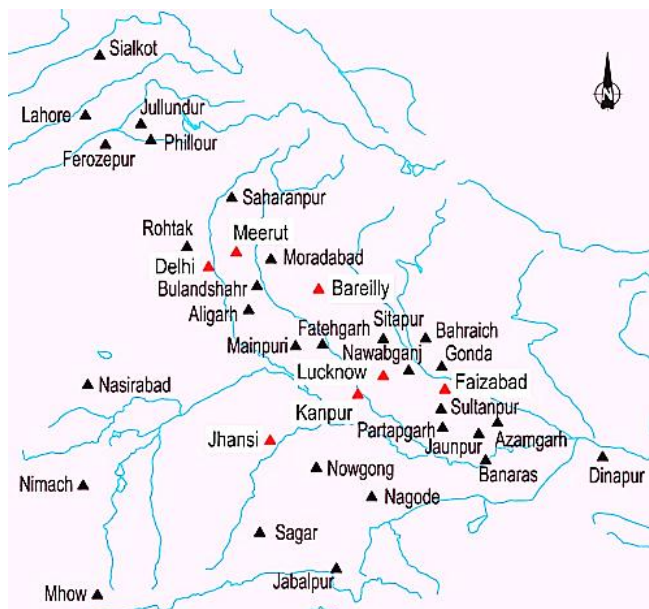 Sialkot
Lahore
Jullundur
Phillour
Ferozepur
N
Saharanpur
Rohtak
Meerut
Delhi
Moradabad
Bulandshahr
Bareilly
Aligarh
Fatehgarh
Sitapur
Bahraich
Mainpuri
Nawabganj
Gonda
Lucknow
Nasirabad
Faizabad
Kanpur
Sultanpur
Jhansi
Partapgarh
Azamgarh
Jaunpur
Nowgong
Banaras
Dinapur
Nimach
Nagode
Sagar
Jabalpur
Mhow